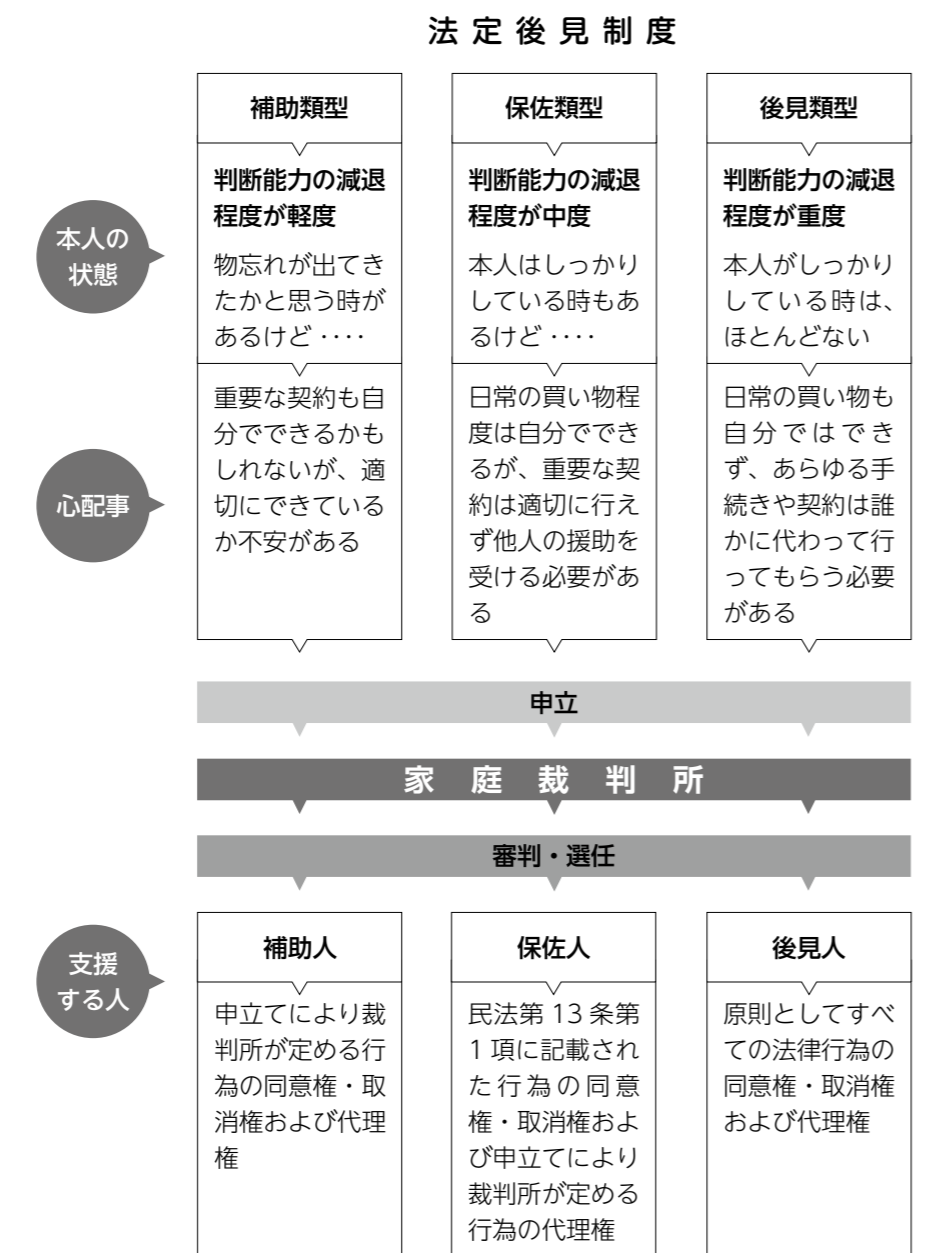 法定後見制度
補助類型
保佐類型
後見類型
本人の
状態
判断能力の減退
程度が軽度
物忘れが出てき
たかと思う時が
あるけど ‥‥
判断能力の減退
程度が中度
本人はしっかり
している時もあ
るけど ‥‥
判断能力の減退
程度が重度
本人がしっかり
している時は、
ほとんどない
心配事
重要な契約も自
分でできるかも
しれないが、適
切にできている
か不安がある
日常の買い物程
度は自分ででき
るが、重要な契
約は適切に行え
ず他人の援助を
受ける必要があ
る
日常の買い物も
自分ではでき
ず、あらゆる手
続きや契約は誰
かに代わって行
ってもらう必要
がある
申立
家庭裁判所
審判・選任
支援
する人
補助人
申立てにより裁
判所が定める行
為の同意権・取
消権および代理
権
保佐人
民法第 13 条第
1 項に記載され
た行為の同意
権・取消権およ
び申立てにより
裁判所が定める
行為の代理権
後見人
原則としてすべ
ての法律行為の
同意権・取消権
および代理権